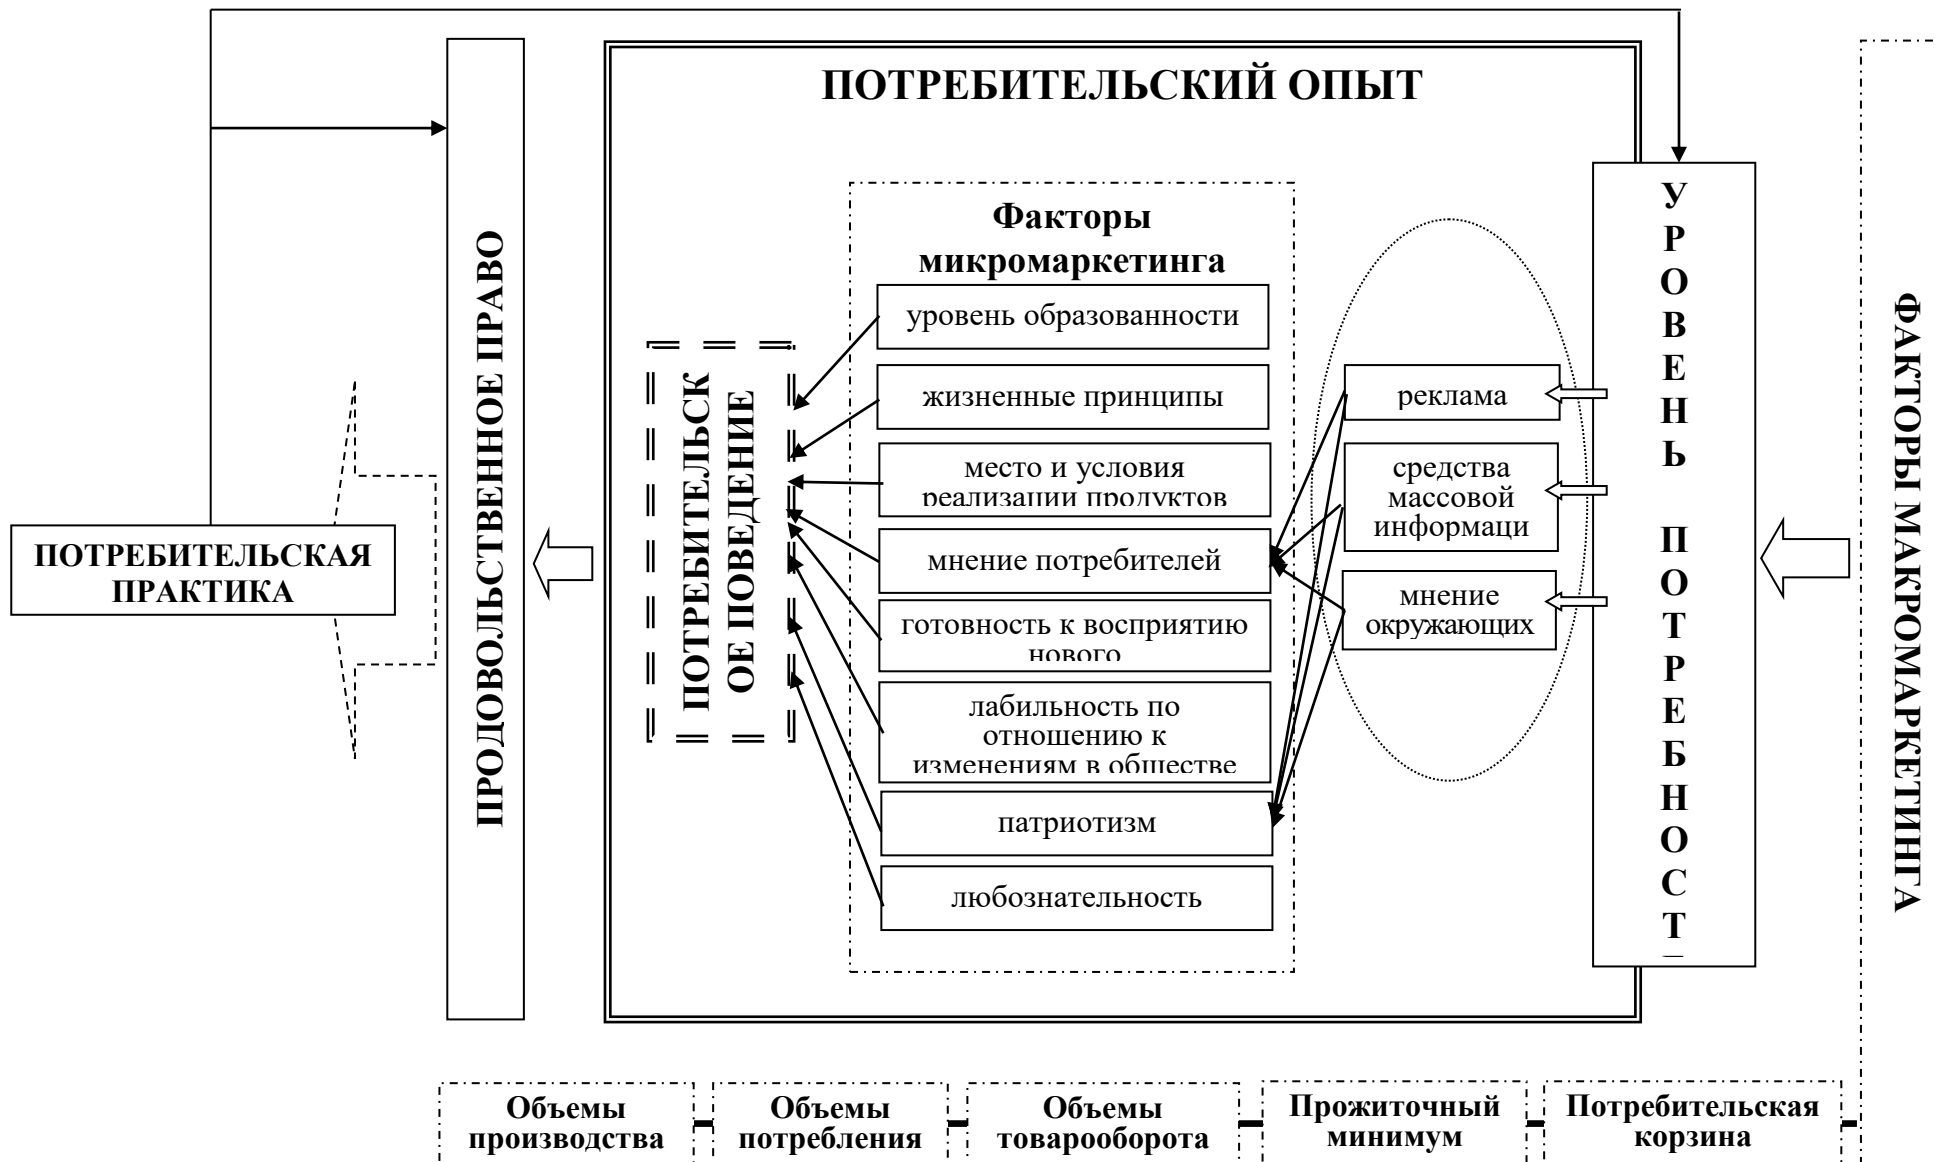 ПОТРЕБИТЕЛЬСКИЙ ОПЫТ
ПОТРЕБИТЕЛЬСКАЯ
ПРАКТИКА
ПРОДОВОЛЬСТВЕННОЕ ПРАВО
ПОТРЕБИТЕЛЬСК
ОЕ ПОВЕДЕНИЕ
Факторы
микромаркетинга
уровень образованности
жизненные принципы
место и условия
реализации продуктов
мнение потребителей
готовность к восприятию
нового
лабильность по
отношению к
изменениям в обществе
патриотизм
любознательность
реклама
средства
массовой
информаци
мнение
окружающих
УРОВЕНЬ ПОТРЕБНОСТ
ФАКТОРЫ МАКРОМАРКЕТИНГА
Объемы
производства
Объемы
потребления
Объемы
товарооборота
Прожиточный
минимум
Потребительская
корзина